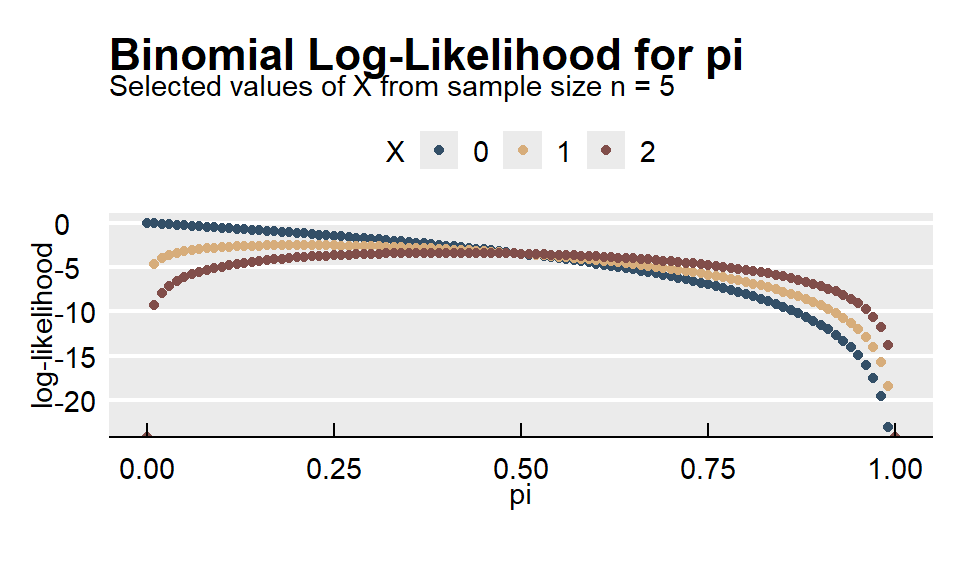 Binomial Log-Likelihood for pi
Selected values of X from sample size n = 5
X 0 1 2
0
-5
-10
-15
-20
log-likelihood
0.00 0.25 0.50 0.75 1.00
pi